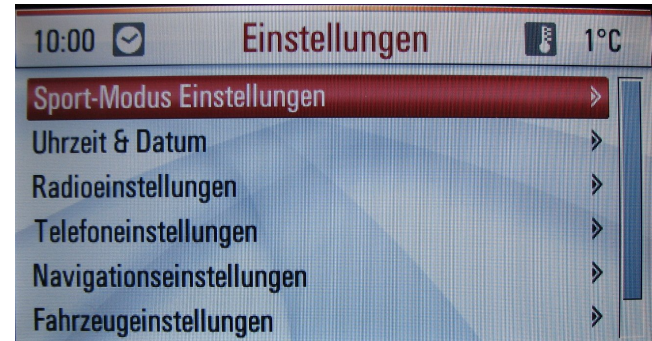 10:00 Einstellungen 1°C
Sport-Modus Einstellungen
Uhrzeit & Datum
Radioeinstellungen
Telefoneinstellungen
Navigationseinstellungen
Fahrzeugeinstellungen